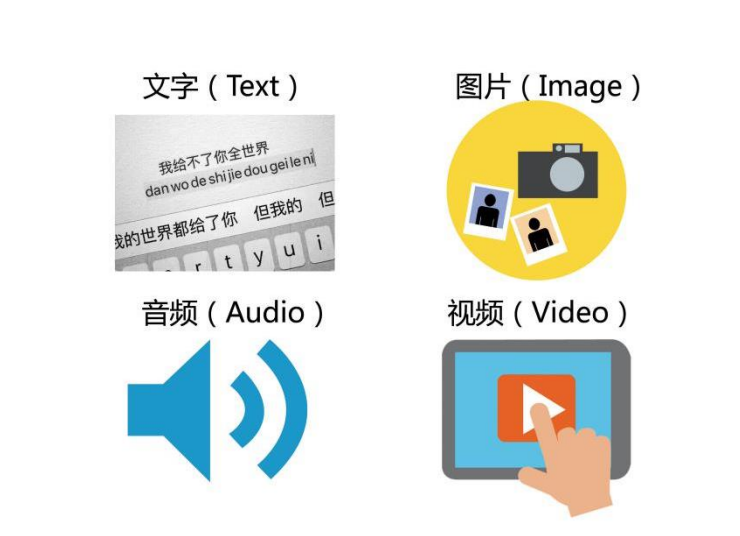 文字（Text）
图片（Image）
我给不了你全世界
dan wo de shi jie dou gei le ni
我的世界都给了你 但我的 但
r t y u i
音频（Audio）
视频（Video）